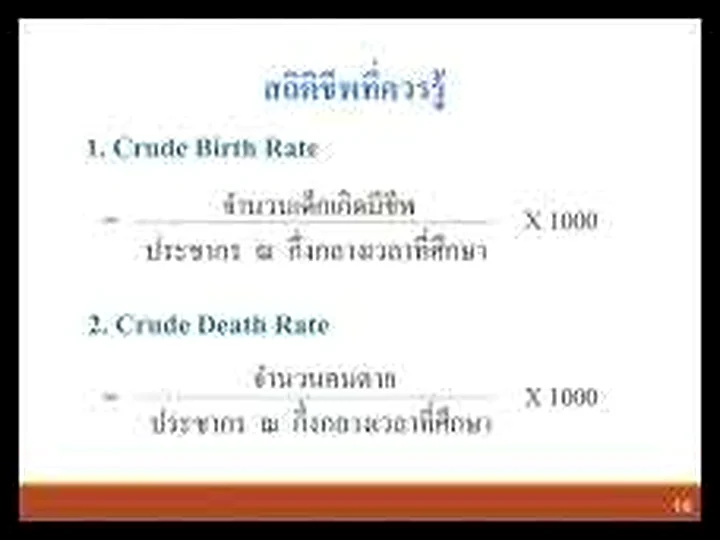 สถิติชีพที่ควรรู้
1. Crude Birth Rate
= จำนวนเด็กเกิดมีชีพ X 1000
ประชากร ณ กึ่งกลางเวลาที่ศึกษา
2. Crude Death Rate
= จำนวนคนตาย X 1000
ประชากร ณ กึ่งกลางเวลาที่ศึกษา